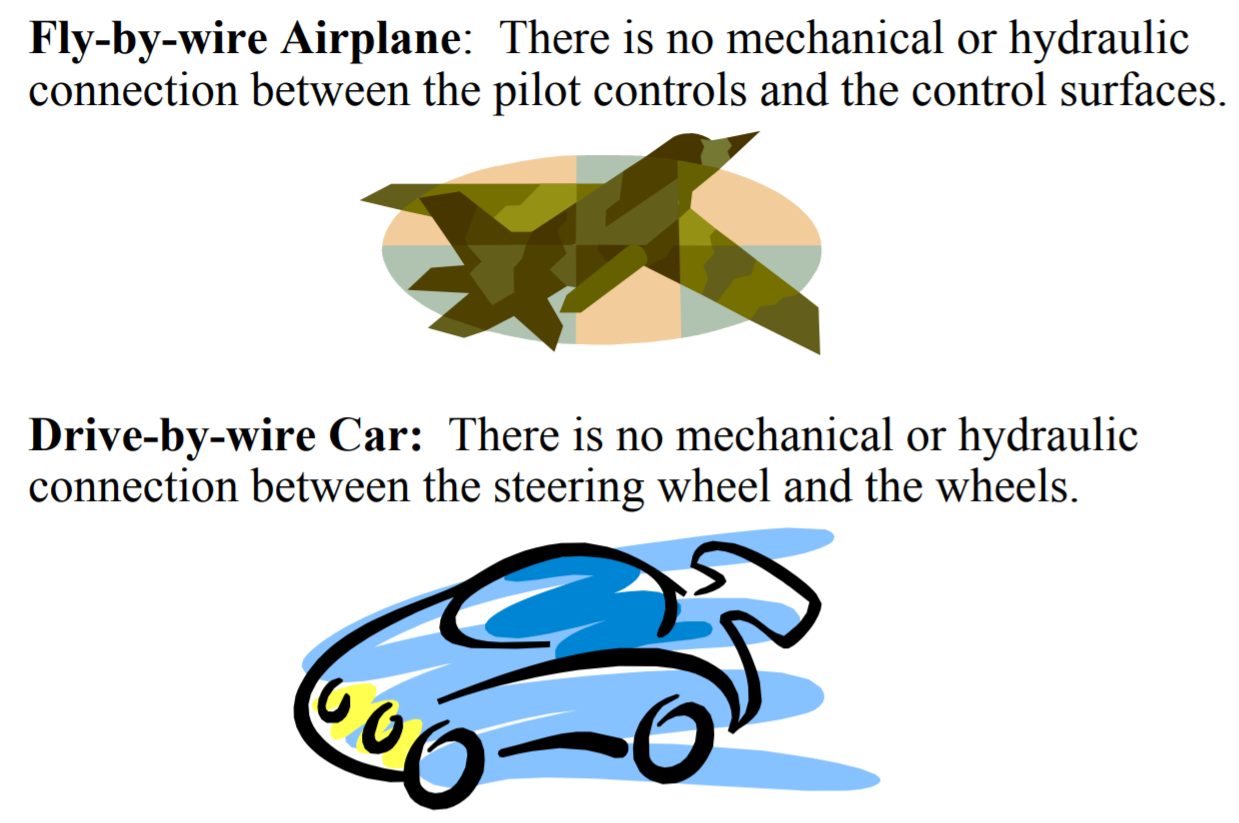 Fly-by-wire Airplane:  There is no mechanical or hydraulic
connection between the pilot controls and the control surfaces.
Drive-by-wire Car:  There is no mechanical or hydraulic
connection between the steering wheel and the wheels.